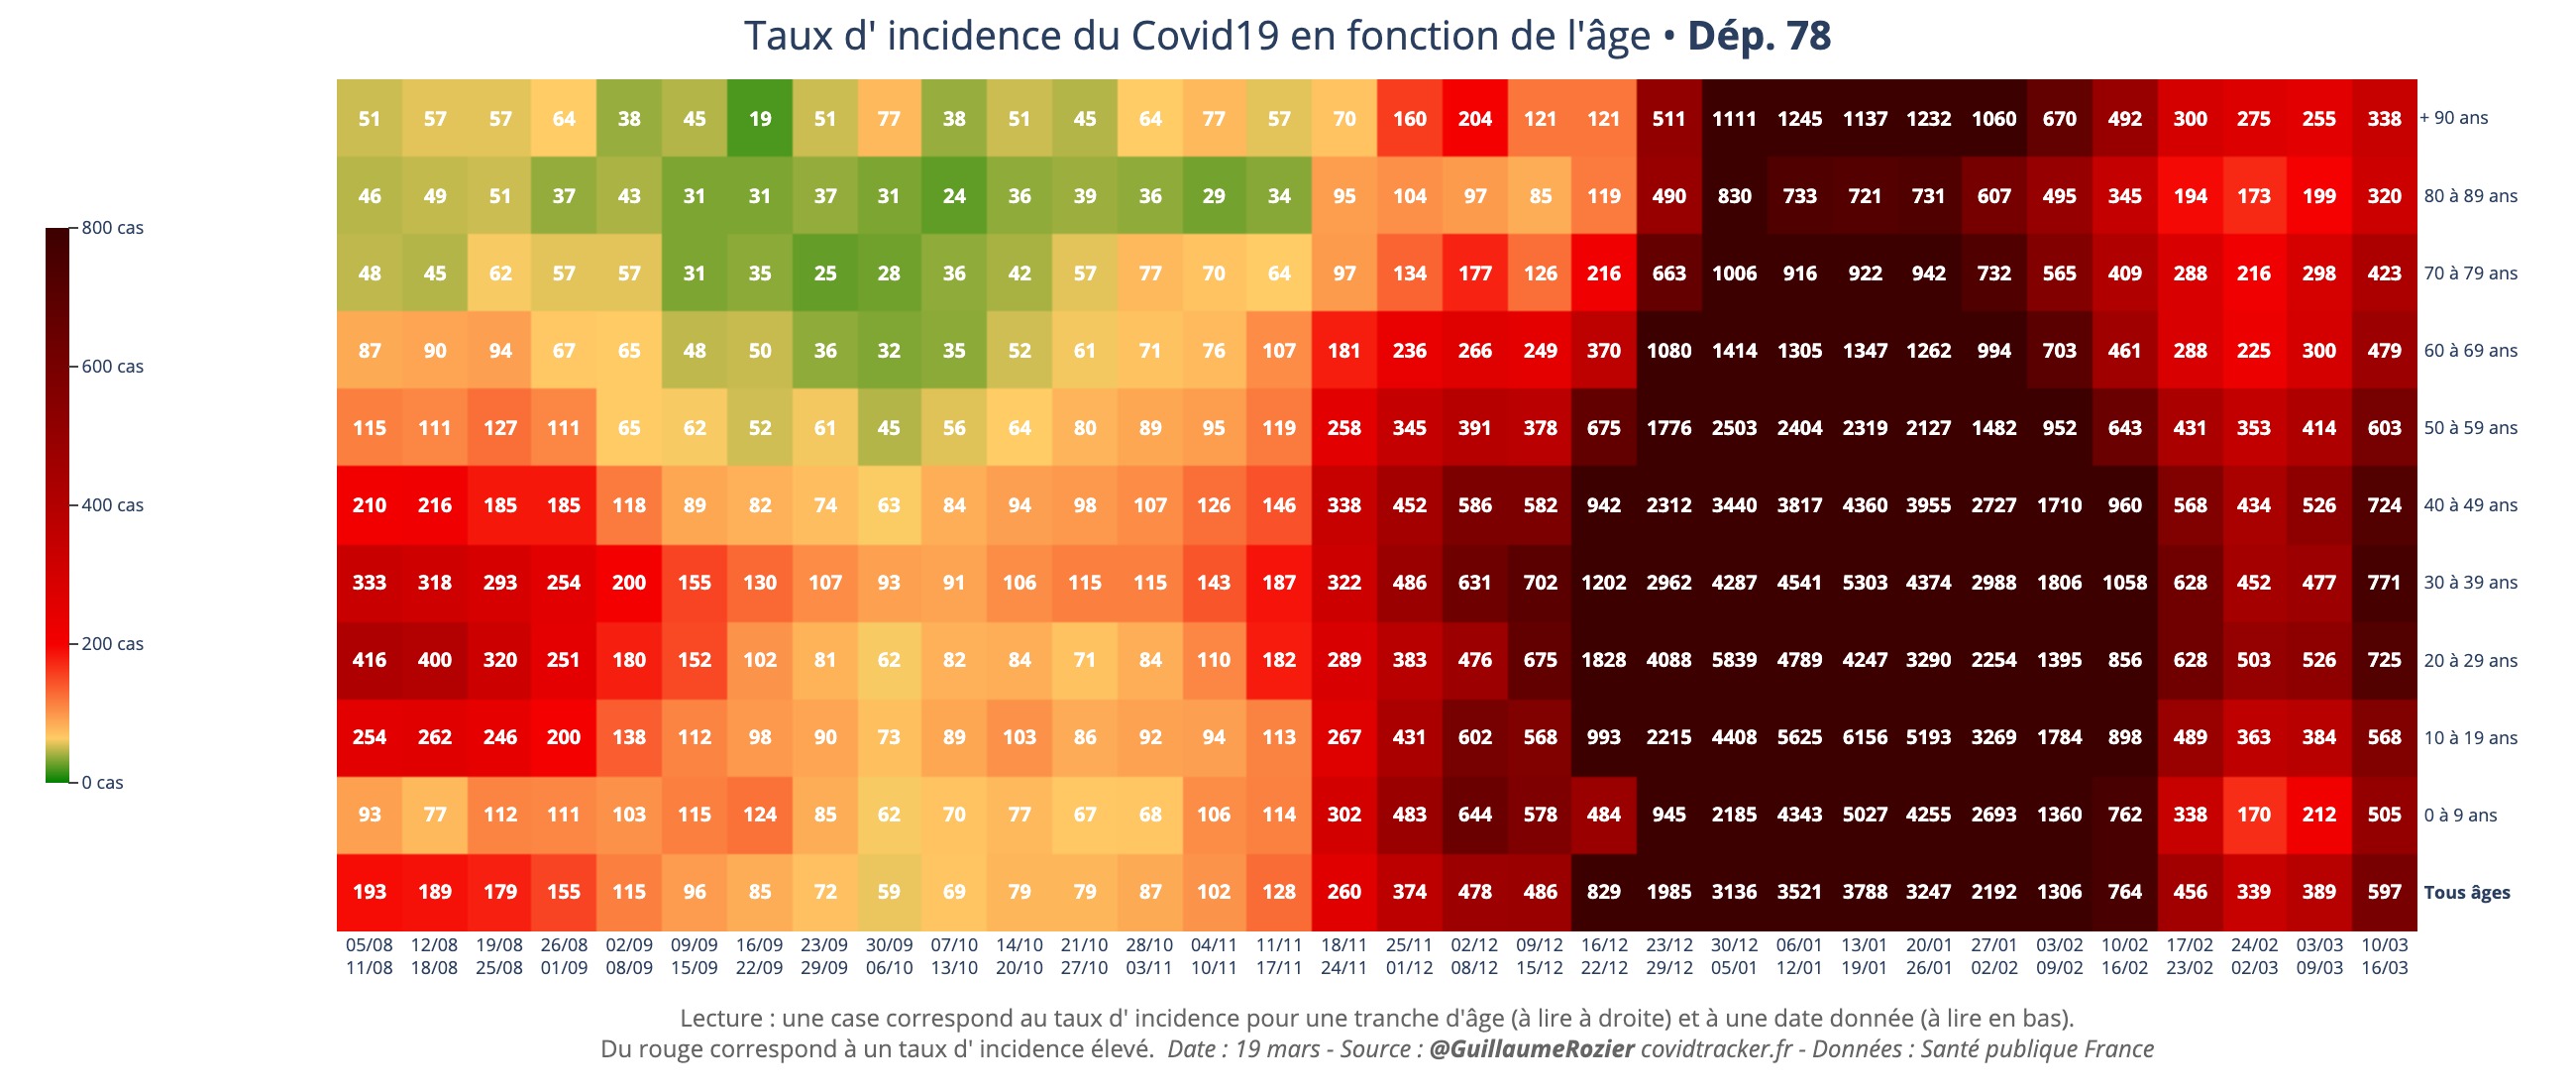 Taux d' incidence du Covid19 en fonction de l'âge • Dép. 78
51 57 57 64 38 45 19 51 77 38 51 45 64 77 57 70 160 204 121 121 511 1111 1245 1137 1232 1060 670 492 300 275 255 338 + 90 ans
46 49 51 37 43 31 31 37 31 24 36 39 36 29 34 95 104 97 85 119 490 830 733 721 731 607 495 345 194 173 199 320 80 à 89 ans
800 cas
48 45 62 57 57 31 35 25 28 36 42 57 77 70 64 97 134 177 126 216 663 1006 916 922 942 732 565 409 288 216 298 423 70 à 79 ans
87 90 94 67 65 48 50 36 32 35 52 61 71 76 107 181 236 266 249 370 1080 1414 1305 1347 1262 994 703 461 288 225 300 479 60 à 69 ans
600 cas
115 111 127 111 65 62 52 61 45 56 64 80 89 95 119 258 345 391 378 675 1776 2503 2404 2319 2127 1482 952 643 431 353 414 603 50 à 59 ans
400 cas
210 216 185 185 118 89 82 74 63 84 94 98 107 126 146 338 452 586 582 942 2312 3440 3817 4360 3955 2727 1710 960 568 434 526 724 40 à 49 ans
333 318 293 254 200 155 130 107 93 91 106 115 115 143 187 322 486 631 702 1202 2962 4287 4541 5303 4374 2988 1806 1058 628 452 477 771 30 à 39 ans
200 cas
416 400 320 251 180 152 102 81 62 82 84 71 84 110 182 289 383 476 675 1828 4088 5839 4789 4247 3290 2254 1395 856 628 503 526 725 20 à 29 ans
254 262 246 200 138 112 98 90 73 89 103 86 92 94 113 267 431 602 568 993 2215 4408 5625 6156 5193 3269 1784 898 489 363 384 568 10 à 19 ans
0 cas
93 77 112 111 103 115 124 85 62 70 77 67 68 106 114 302 483 644 578 484 945 2185 4343 5027 4255 2693 1360 762 338 170 212 505 0 à 9 ans
193 189 179 155 115 96 85 72 59 69 79 79 87 102 128 260 374 478 486 829 1985 3136 3521 3788 3247 2192 1306 764 456 339 389 597 Tous âges
05/08 12/08 19/08 26/08 02/09 09/09 16/09 23/09 30/09 07/10 14/10 21/10 28/10 04/11 11/11 18/11 25/11 02/12 09/12 16/12 23/12 30/12 06/01 13/01 20/01 27/01 03/02 10/02 17/02 24/02 03/03 10/03
11/08 18/08 25/08 01/09 08/09 15/09 22/09 29/09 06/10 13/10 20/10 27/10 03/11 10/11 17/11 24/11 01/12 08/12 15/12 22/12 29/12 05/01 12/01 19/01 26/01 02/02 09/02 16/02 23/02 02/03 09/03 16/03
Lecture : une case correspond au taux d' incidence pour une tranche d'âge (à lire à droite) et à une date donnée (à lire en bas).
Du rouge correspond à un taux d' incidence élevé. Date : 19 mars - Source : @GuillaumeRozier covidtracker.fr - Données : Santé publique France